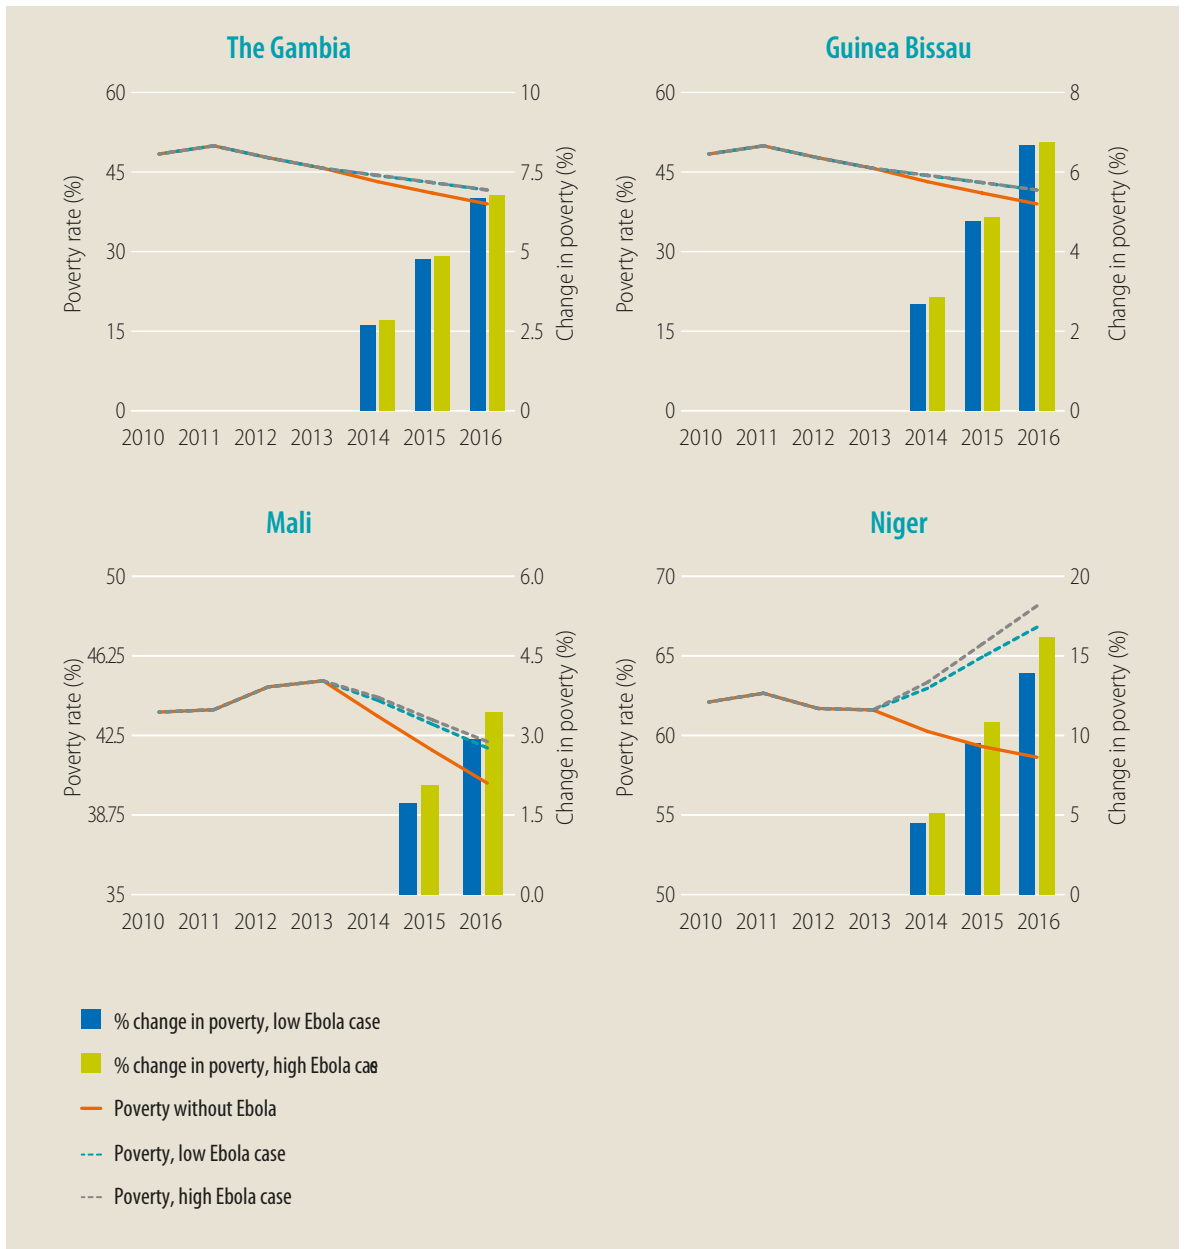 The Gambia
60 10
45 7.5
30 5
15 2.5
0 0
Poverty rate (%)
Change in poverty (%)
2010 2011 2012 2013 2014 2015 2016
Guinea Bissau
60 8
45 6
30 4
15 2
0 0
Poverty rate (%)
Change in poverty (%)
2010 2011 2012 2013 2014 2015 2016
Mali
50 6.0
46.25 4.5
42.5 3.0
38.75 1.5
35 0.0
Poverty rate (%)
Change in poverty (%)
2010 2011 2012 2013 2014 2015 2016
Niger
70 20
65 15
60 10
55 5
50 0
Poverty rate (%)
Change in poverty (%)
2010 2011 2012 2013 2014 2015 2016
% change in poverty, low Ebola case
% change in poverty, high Ebola case
Poverty without Ebola
Poverty, low Ebola case
Poverty, high Ebola case